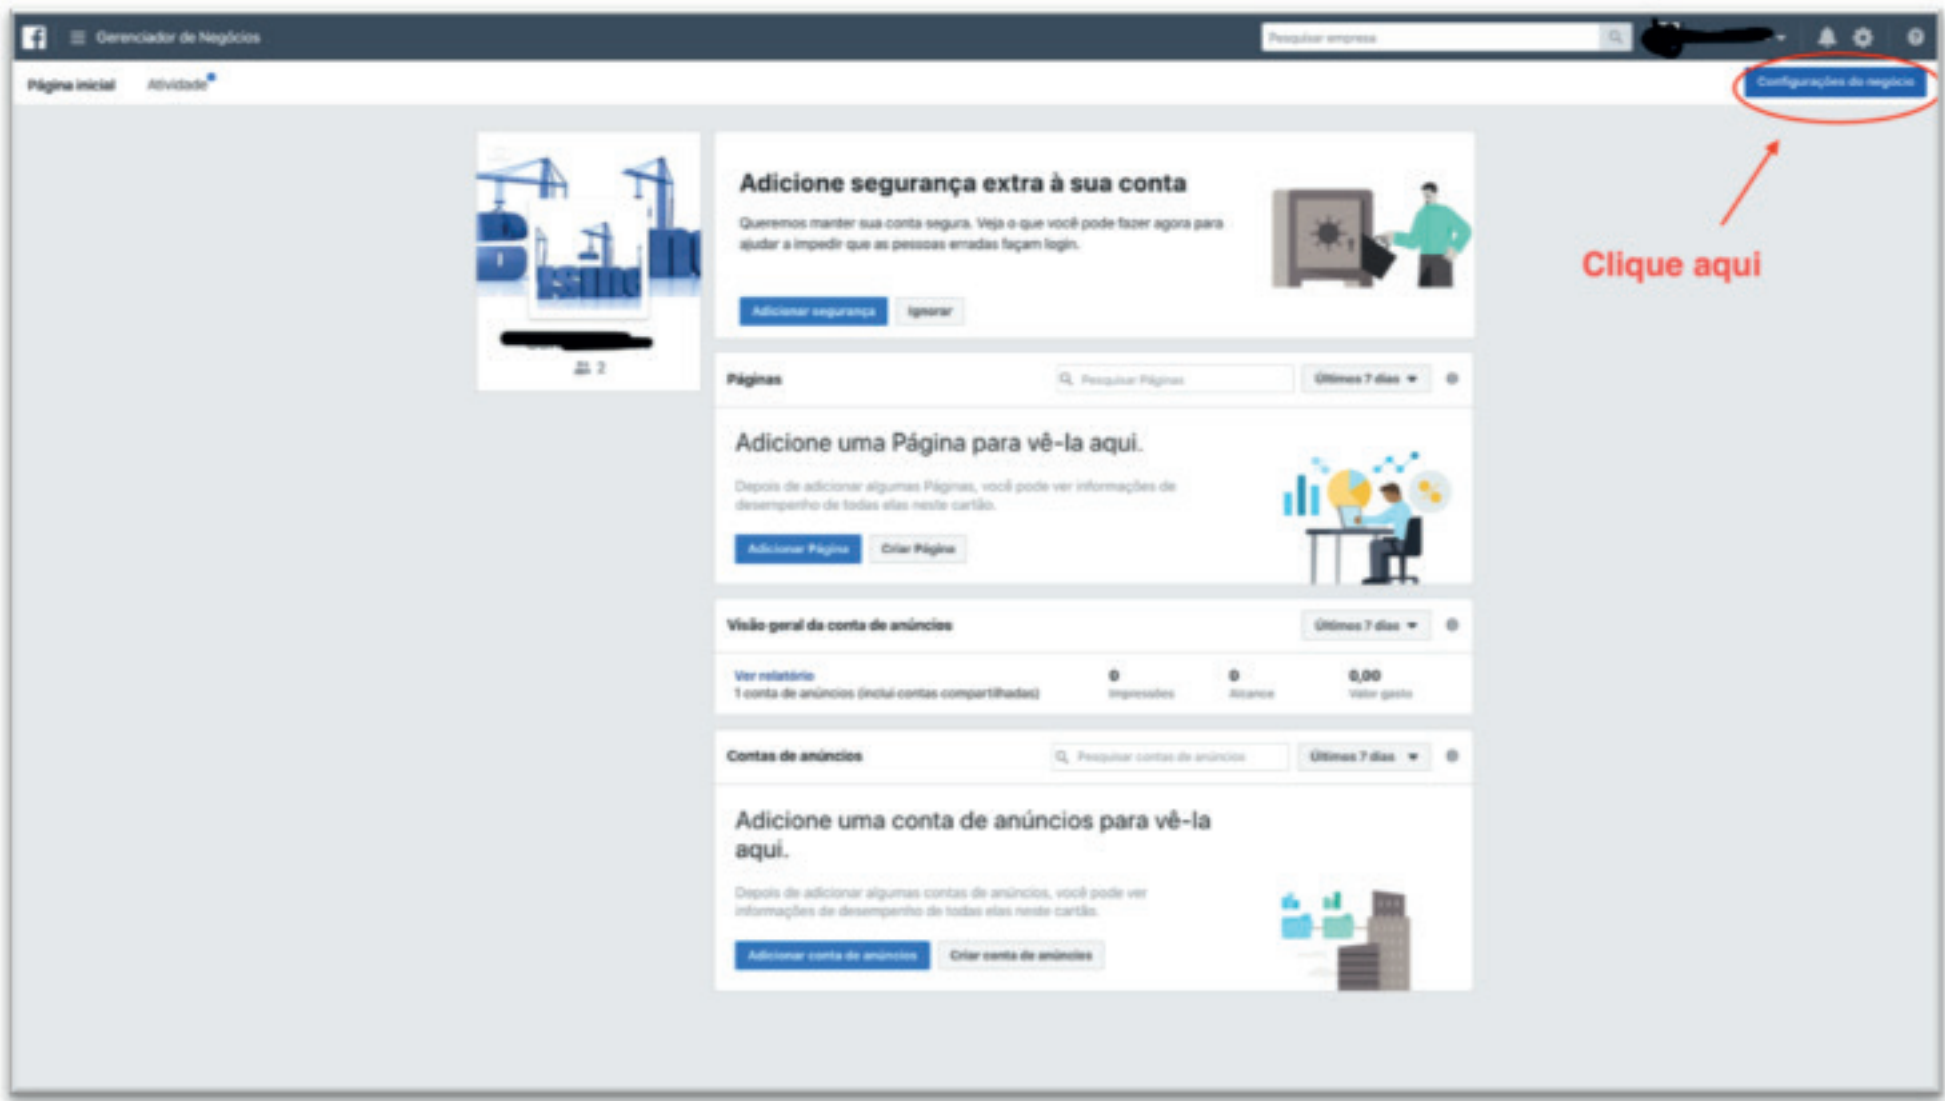 Gerenciador de Negócios
Pesquisar empresa
Página inicial
Atividade
Configurações do negócio
Clique aqui
2
Adicione segurança extra à sua conta
Queremos manter sua conta segura. Veja o que você pode fazer agora para
ajudar a impedir que as pessoas erradas façam login.
Adicionar segurança
Ignorar
Páginas
Pesquisar Páginas
Últimos 7 dias
Adicione uma Página para vê-la aqui.
Depois de adicionar algumas Páginas, você pode ver informações de
desempenho de todas elas neste cartão.
Adicionar Página
Criar Página
Visão geral da conta de anúncios
Últimos 7 dias
Ver relatório
1 conta de anúncios (inclui contas compartilhadas)
0
Impressões
0
Alcance
0,00
Valor gasto
Contas de anúncios
Pesquisar contas de anúncios
Últimos 7 dias
Adicione uma conta de anúncios para vê-la
aqui.
Depois de adicionar algumas contas de anúncios, você pode ver
informações de desempenho de todas elas neste cartão.
Adicionar conta de anúncios
Criar conta de anúncios